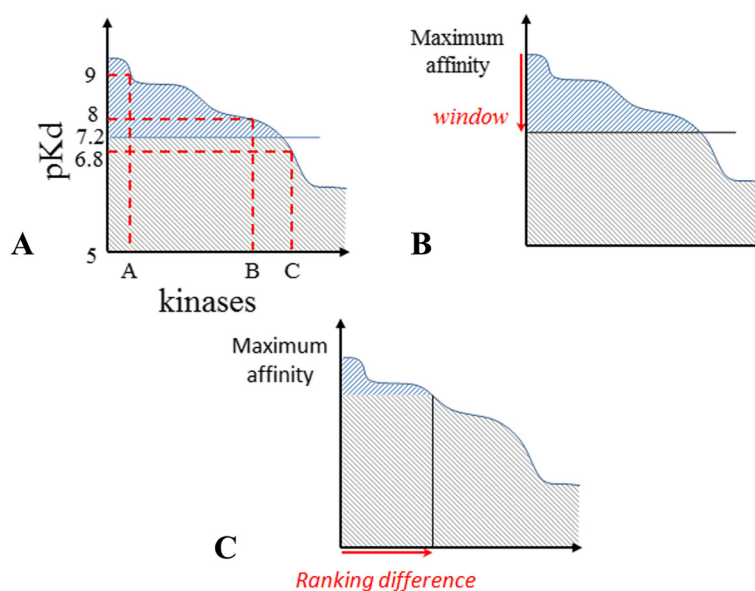 9
8
7.2
6.8
5
pKd
A
B
C
kinases
A
Maximum
affinity
window
B
Maximum
affinity
C
Ranking difference